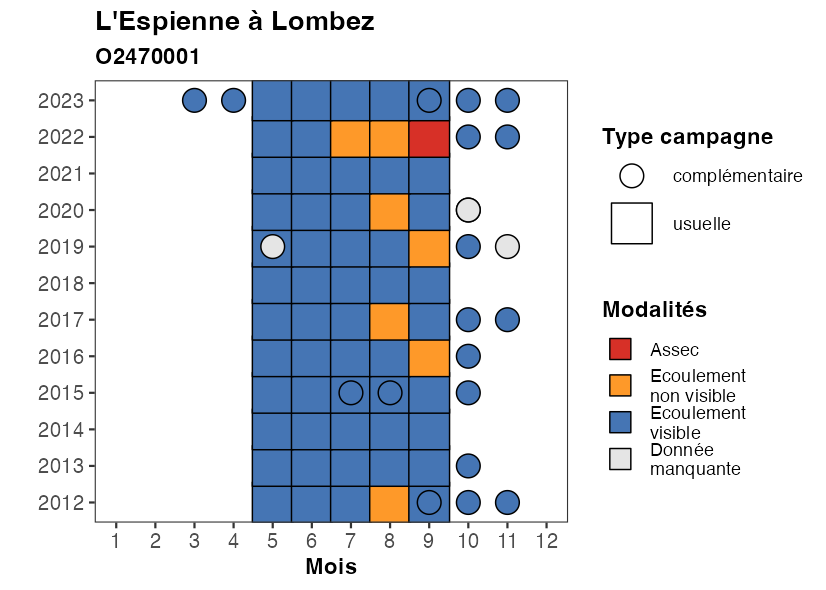 L'Espienne à Lombez
O2470001
2023
2022
2021
2020
2019
2018
2017
2016
2015
2014
2013
2012
1 2 3 4 5 6 7 8 9 10 11 12
Mois
Type campagne
complémentaire
usuelle
Modalités
Assec
Ecoulement
non visible
Ecoulement
visible
Donnée
manquante